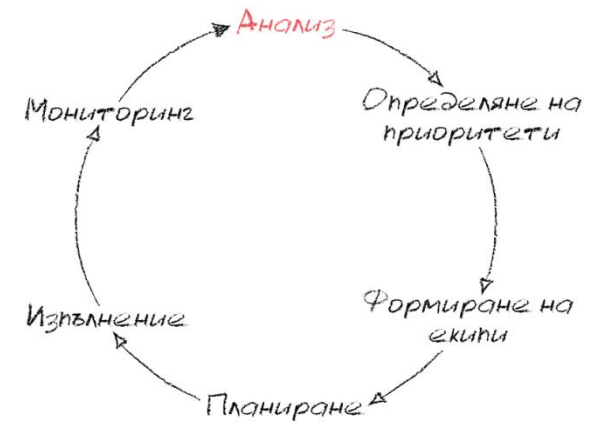 Анализ
Определяне на
приоритети
Формиране на
екипи
Планиране
Изпълнение
Мониторинг